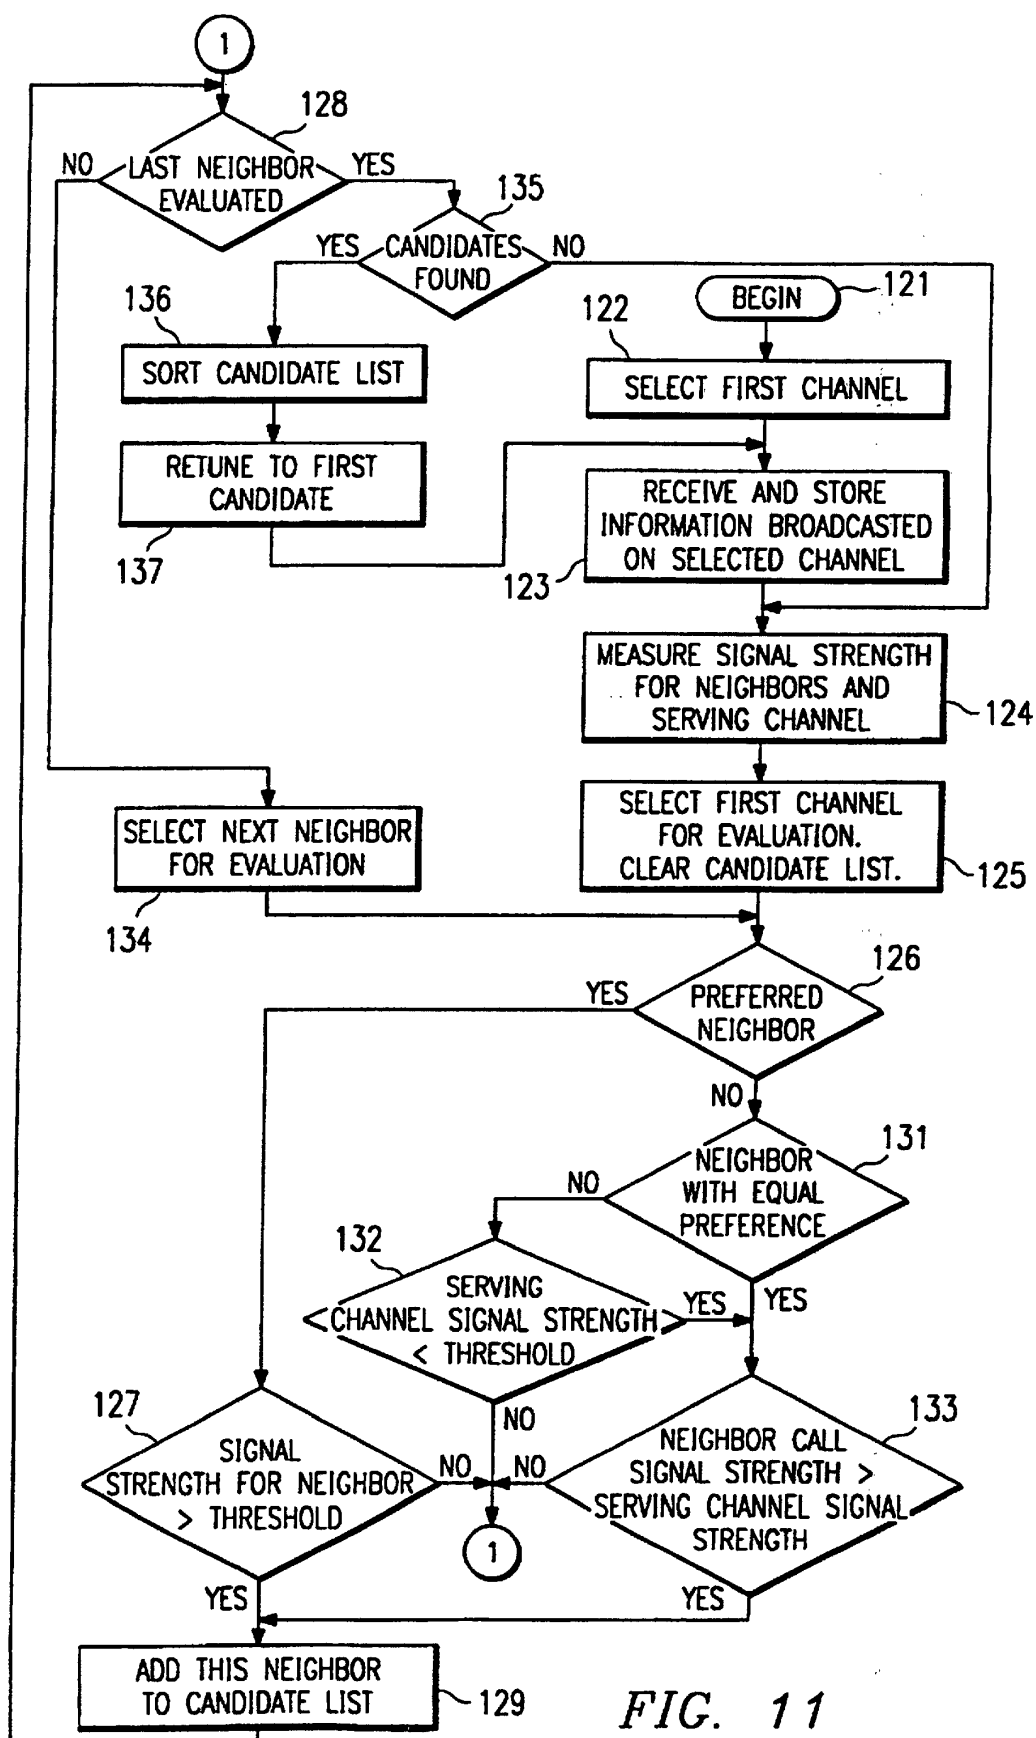 1
128
NO
LAST NEIGHBOR
EVALUATED
YES
135
YES
CANDIDATES
FOUND
NO
BEGIN
121
136
SORT CANDIDATE LIST
122
SELECT FIRST CHANNEL
RETUNE TO FIRST
CANDIDATE
137
RECEIVE AND STORE
INFORMATION BROADCASTED
ON SELECTED CHANNEL
123
MEASURE SIGNAL STRENGTH
FOR NEIGHBORS AND
SERVING CHANNEL
124
SELECT NEXT NEIGHBOR
FOR EVALUATION
134
SELECT FIRST CHANNEL
FOR EVALUATION.
CLEAR CANDIDATE LIST.
125
126
YES
PREFERRED
NEIGHBOR
NO
131
NO
NEIGHBOR
WITH EQUAL
PREFERENCE
YES
132
SERVING
CHANNEL SIGNAL STRENGTH
< THRESHOLD
YES
NO
127
SIGNAL
STRENGTH FOR NEIGHBOR
> THRESHOLD
NO
YES
133
NEIGHBOR CALL
SIGNAL STRENGTH >
SERVING CHANNEL SIGNAL
STRENGTH
NO
YES
1
ADD THIS NEIGHBOR
TO CANDIDATE LIST
129
FIG. 11